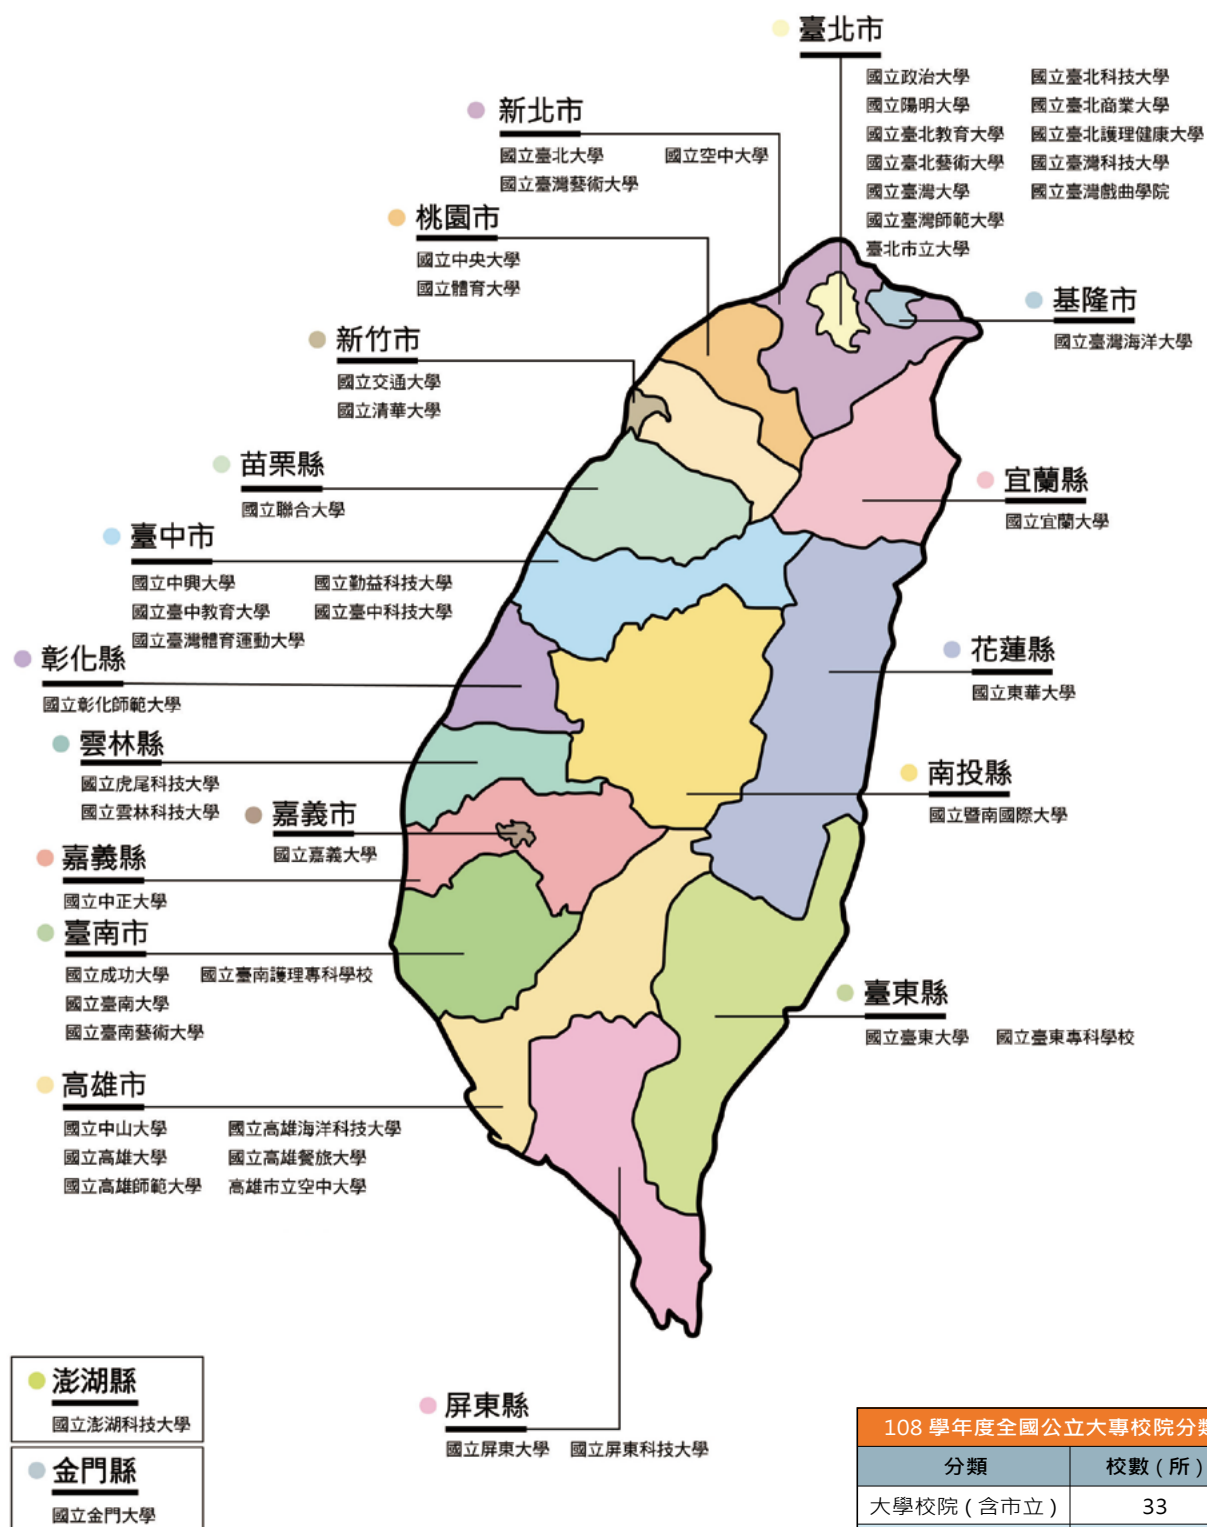 臺北市
國立政治大學 國立臺北科技大學
國立陽明大學 國立臺北商業大學
國立臺北教育大學 國立臺北護理健康大學
國立臺北藝術大學 國立臺灣科技大學
國立臺灣大學 國立臺灣戲曲學院
國立臺灣師範大學
臺北市立大學
新北市
國立臺北大學 國立空中大學
國立臺灣藝術大學
桃園市
國立中央大學
國立體育大學
基隆市
國立臺灣海洋大學
新竹市
國立交通大學
國立清華大學
苗栗縣
國立聯合大學
宜蘭縣
國立宜蘭大學
臺中市
國立中興大學 國立勤益科技大學
國立臺中教育大學 國立臺中科技大學
國立臺灣體育運動大學
彰化縣
國立彰化師範大學
花蓮縣
國立東華大學
雲林縣
國立虎尾科技大學
國立雲林科技大學
南投縣
國立暨南國際大學
嘉義市
國立嘉義大學
嘉義縣
國立中正大學
臺南市
國立成功大學 國立臺南護理專科學校
國立臺南大學
國立臺南藝術大學
臺東縣
國立臺東大學 國立臺東專科學校
高雄市
國立中山大學 國立高雄海洋科技大學
國立高雄大學 國立高雄餐旅大學
國立高雄師範大學 高雄市立空中大學
澎湖縣
國立澎湖科技大學
金門縣
國立金門大學
屏東縣
國立屏東大學 國立屏東科技大學
108 學年度全國公立大專校院分類
分類 校數 ( 所 )
大學校院 ( 含市立 ) 33